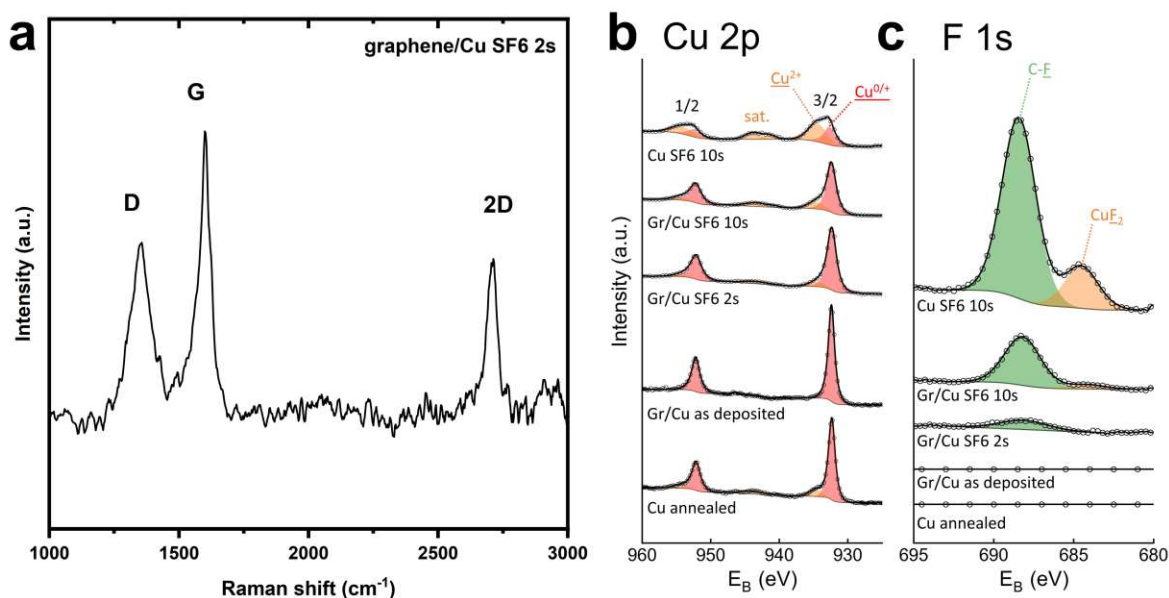 a
graphene/Cu SF6 2s
D
G
2D
Intensity (a.u.)
1000 1500 2000 2500 3000
Raman shift (cm⁻¹)
b Cu 2p
Cu²⁺
1/2
sat.
3/2
Cu⁰/⁺
Cu SF6 10s
Gr/Cu SF6 10s
Gr/Cu SF6 2s
Gr/Cu as deposited
Cu annealed
Intensity (a.u.)
960 950 940 930
E_B (eV)
c F 1s
C-F
CuF₂
Cu SF6 10s
Gr/Cu SF6 10s
Gr/Cu SF6 2s
Gr/Cu as deposited
Cu annealed
695 690 685 680
E_B (eV)